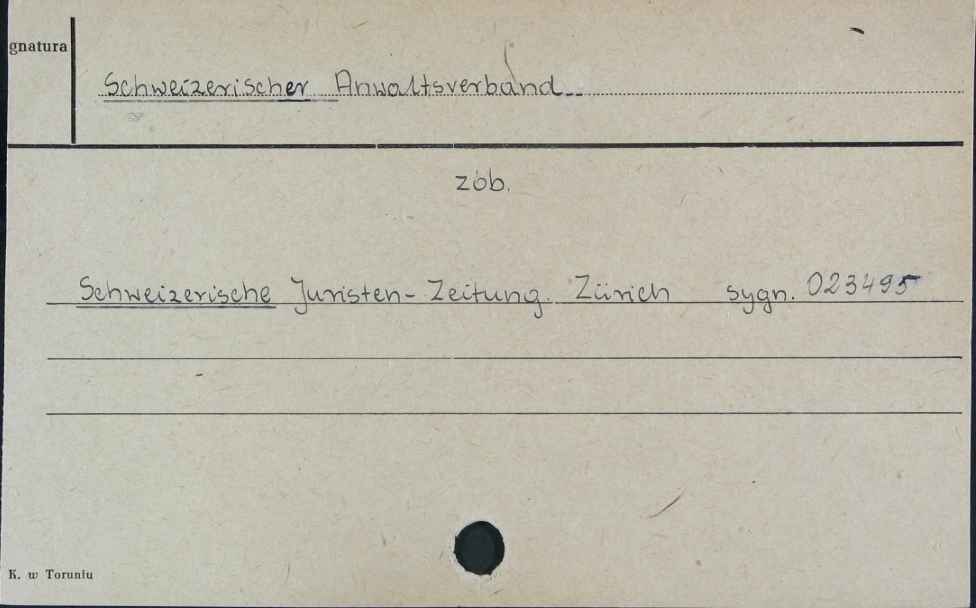 gnatura
Schweizerischer Anwaltsverband
zob.
Schweizerische Juristen-Zeitung. Zürich sygn. 023495
K. w Toruniu